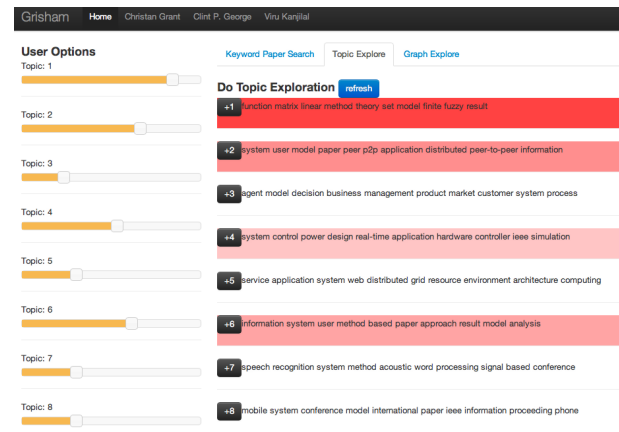 Grisham Home Christan Grant Clint P. George Viru Kanjilal
User Options
Topic: 1
Topic: 2
Topic: 3
Topic: 4
Topic: 5
Topic: 6
Topic: 7
Topic: 8
Keyword Paper Search Topic Explore Graph Explore
Do Topic Exploration refresh
+1 function matrix linear method theory set model finite fuzzy result
+2 system user model paper peer p2p application distributed peer-to-peer information
+3 agent model decision business management product market customer system process
+4 system control power design real-time application hardware controller ieee simulation
+5 service application system web distributed grid resource environment architecture computing
+6 information system user method based paper approach result model analysis
+7 speech recognition system method acoustic word processing signal based conference
+8 mobile system conference model international paper ieee information proceeding phone